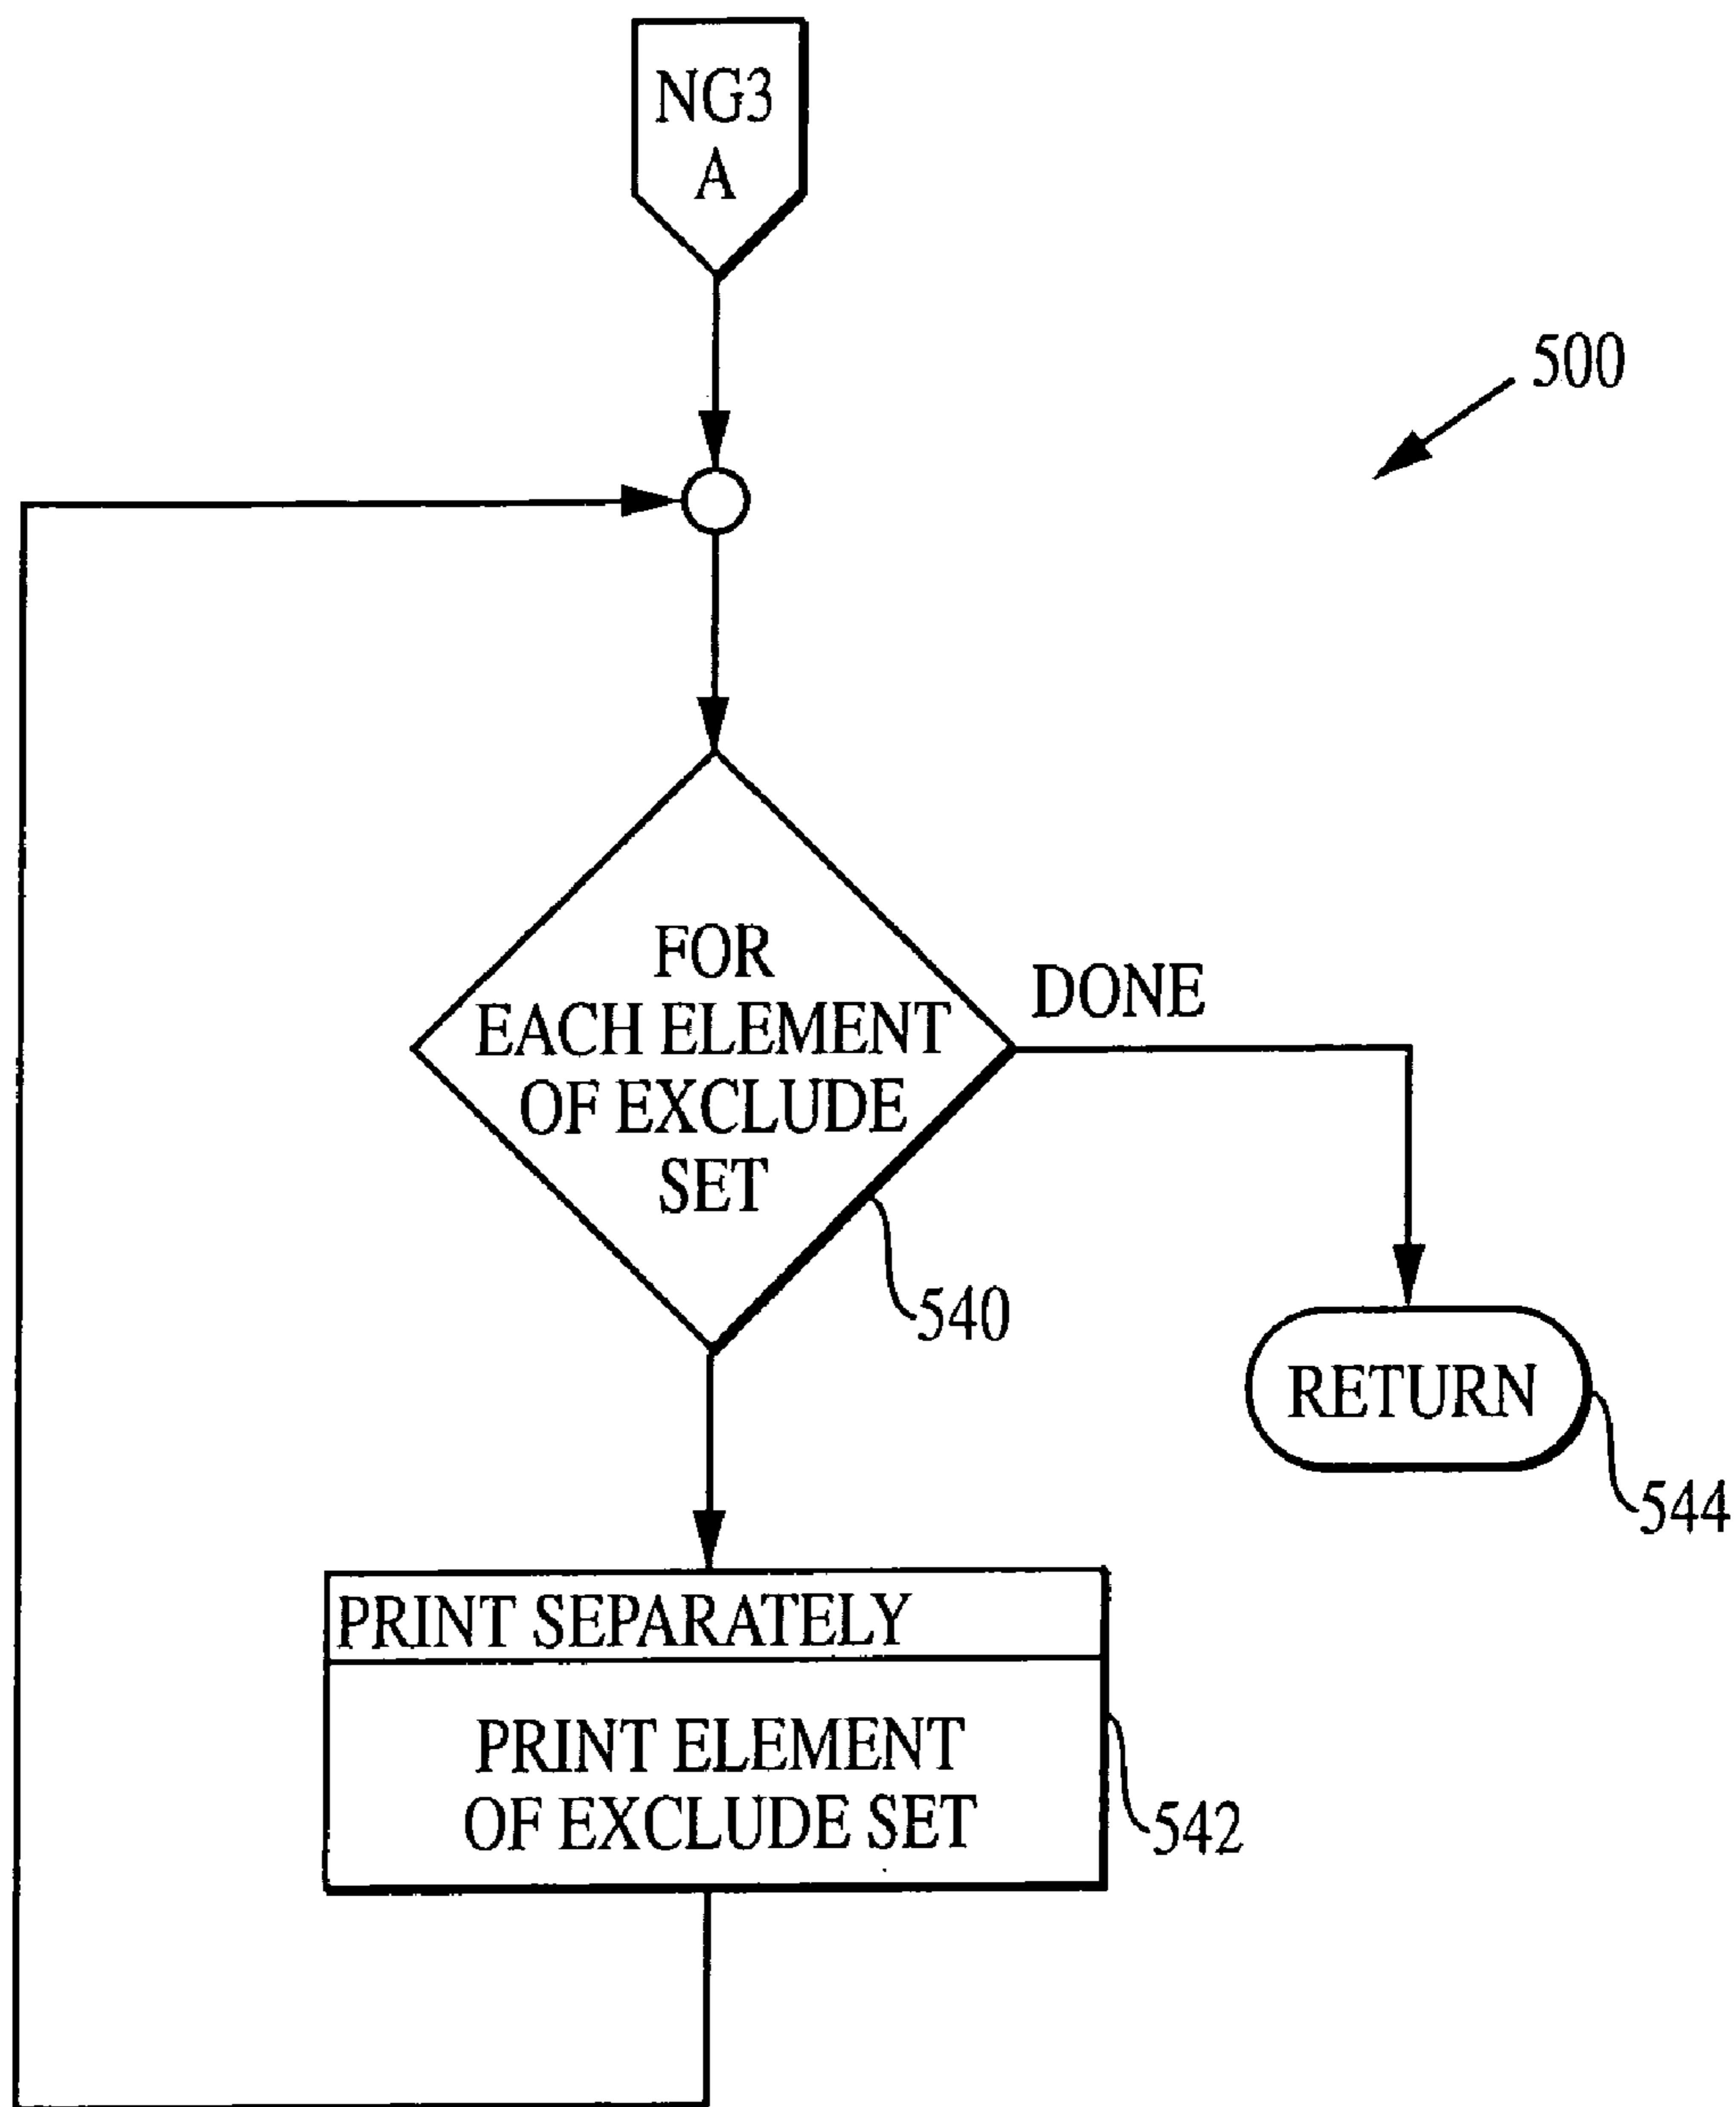 NG3
A
500
FOR
EACH ELEMENT
OF EXCLUDE
SET
DONE
540
RETURN
544
PRINT SEPARATELY
PRINT ELEMENT
OF EXCLUDE SET
542